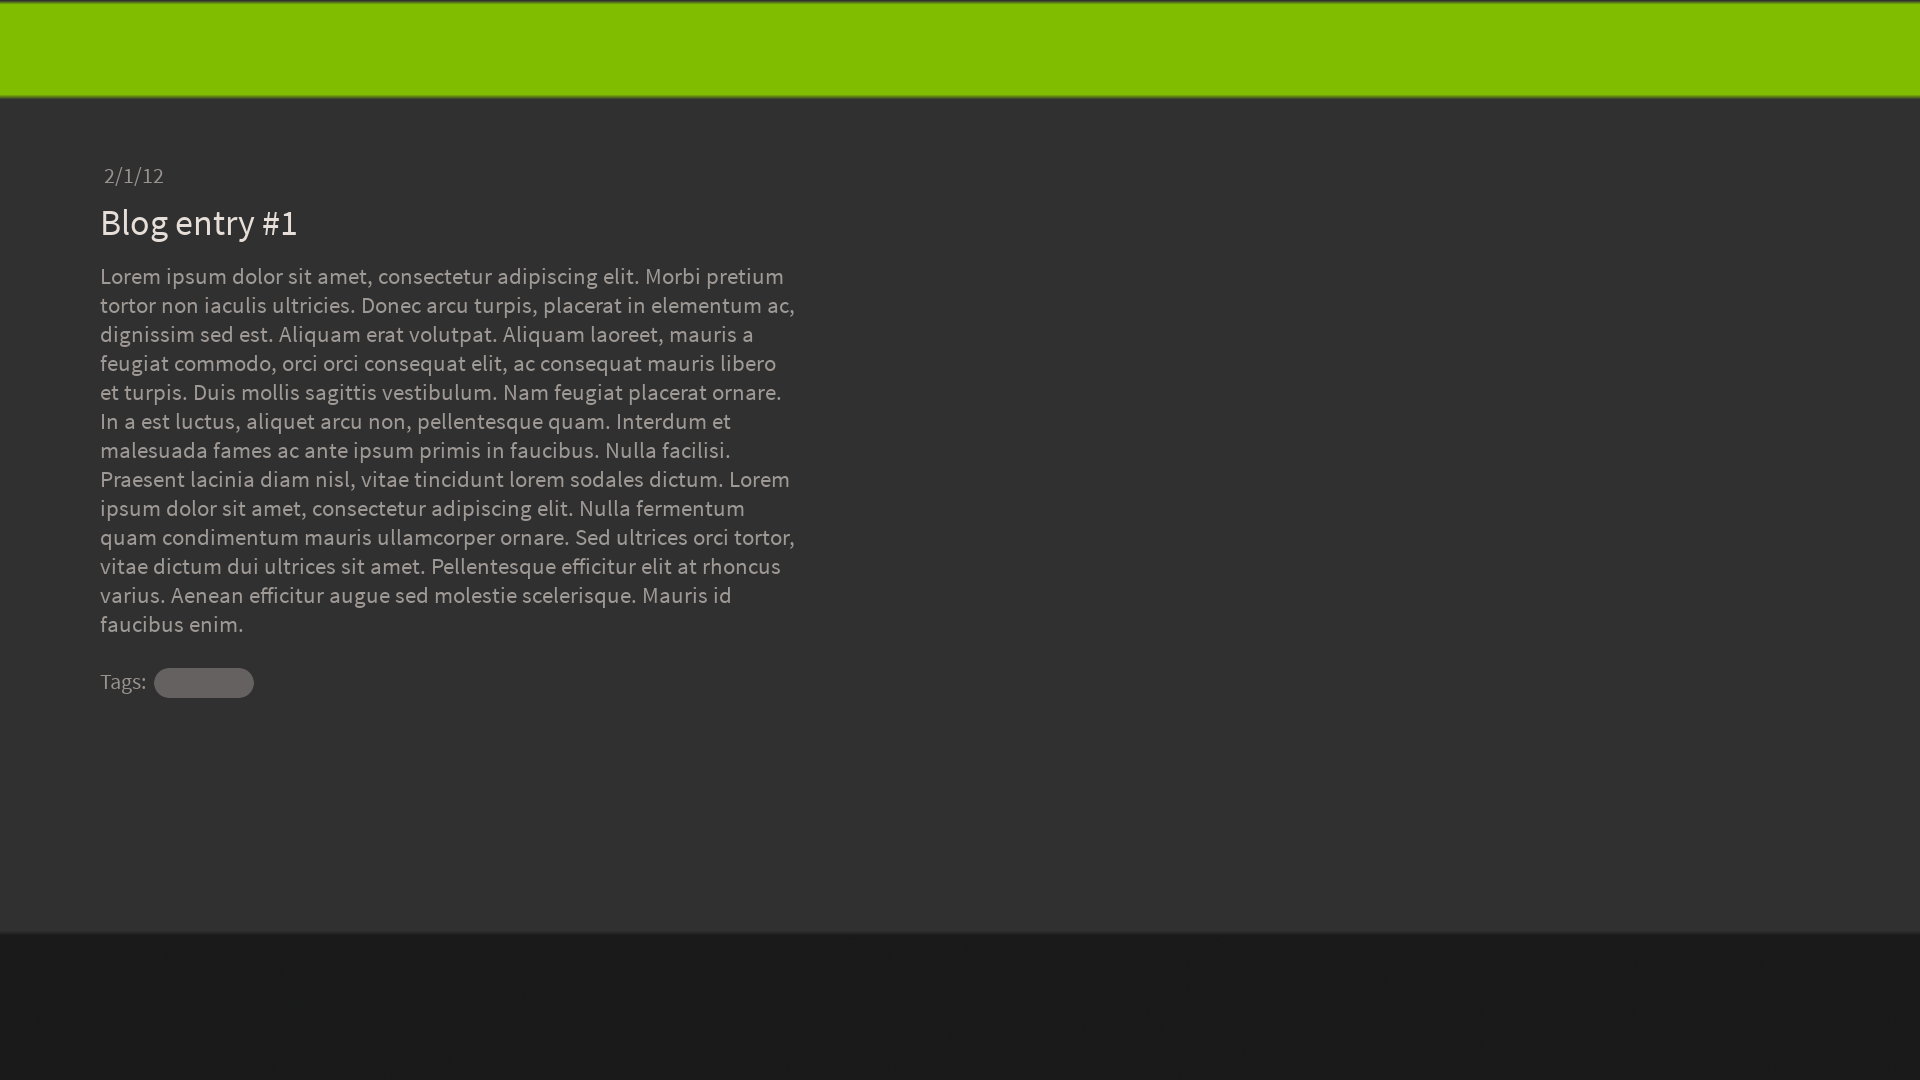 2/1/12
Blog entry #1
Lorem ipsum dolor sit amet, consectetur adipiscing elit. Morbi pretium
tortor non iaculis ultricies. Donec arcu turpis, placerat in elementum ac,
dignissim sed est. Aliquam erat volutpat. Aliquam laoreet, mauris a
feugiat commodo, orci orci consequat elit, ac consequat mauris libero
et turpis. Duis mollis sagittis vestibulum. Nam feugiat placerat ornare.
In a est luctus, aliquet arcu non, pellentesque quam. Interdum et
malesuada fames ac ante ipsum primis in faucibus. Nulla facilisi.
Praesent lacinia diam nisl, vitae tincidunt lorem sodales dictum. Lorem
ipsum dolor sit amet, consectetur adipiscing elit. Nulla fermentum
quam condimentum mauris ullamcorper ornare. Sed ultrices orci tortor,
vitae dictum dui ultrices sit amet. Pellentesque efficitur elit at rhoncus
varius. Aenean efficitur augue sed molestie scelerisque. Mauris id
faucibus enim.
Tags: